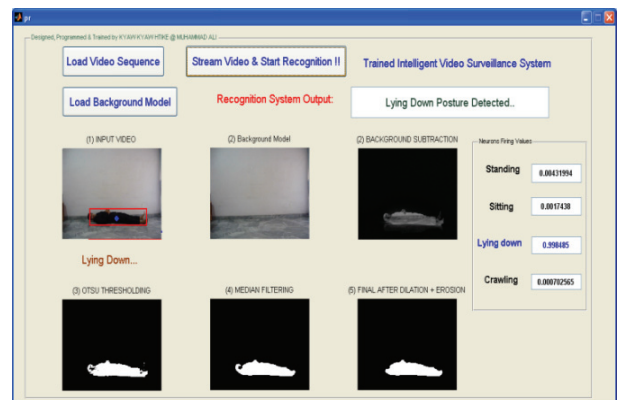 pr
Designed, Programmed & Trained by KYAW KYAW HTIKE @ MUHAMMAD ALI
Load Video Sequence
Stream Video & Start Recognition !!
Trained Intelligent Video Surveillance System
Load Background Model
Recognition System Output:
Lying Down Posture Detected..
(1) INPUT VIDEO
(2) Background Model
(2) BACKGROUND SUBTRACTION
Neurons Firing Values
Standing
0.00431994
Sitting
0.0017438
Lying down
0.998405
Crawling
0.000702565
Lying Down...
(3) OTSU THRESHOLDING
(4) MEDIAN FILTERING
(5) FINAL AFTER DILATION + EROSION